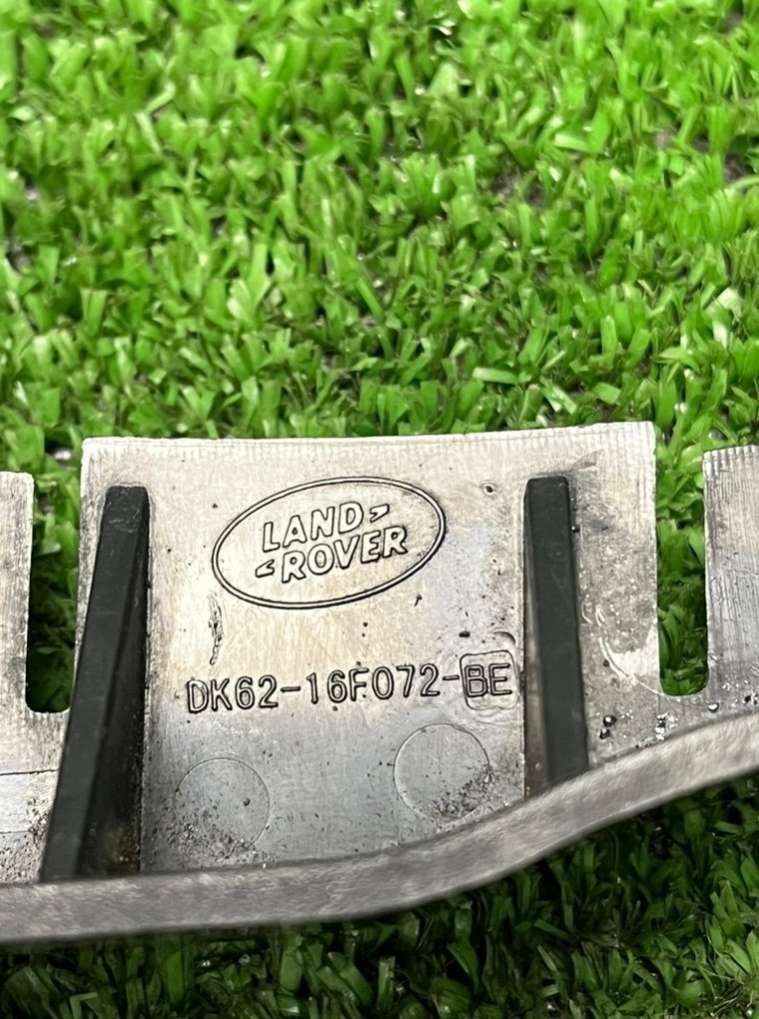 LAND
ROVER
DK62-16F072-BE